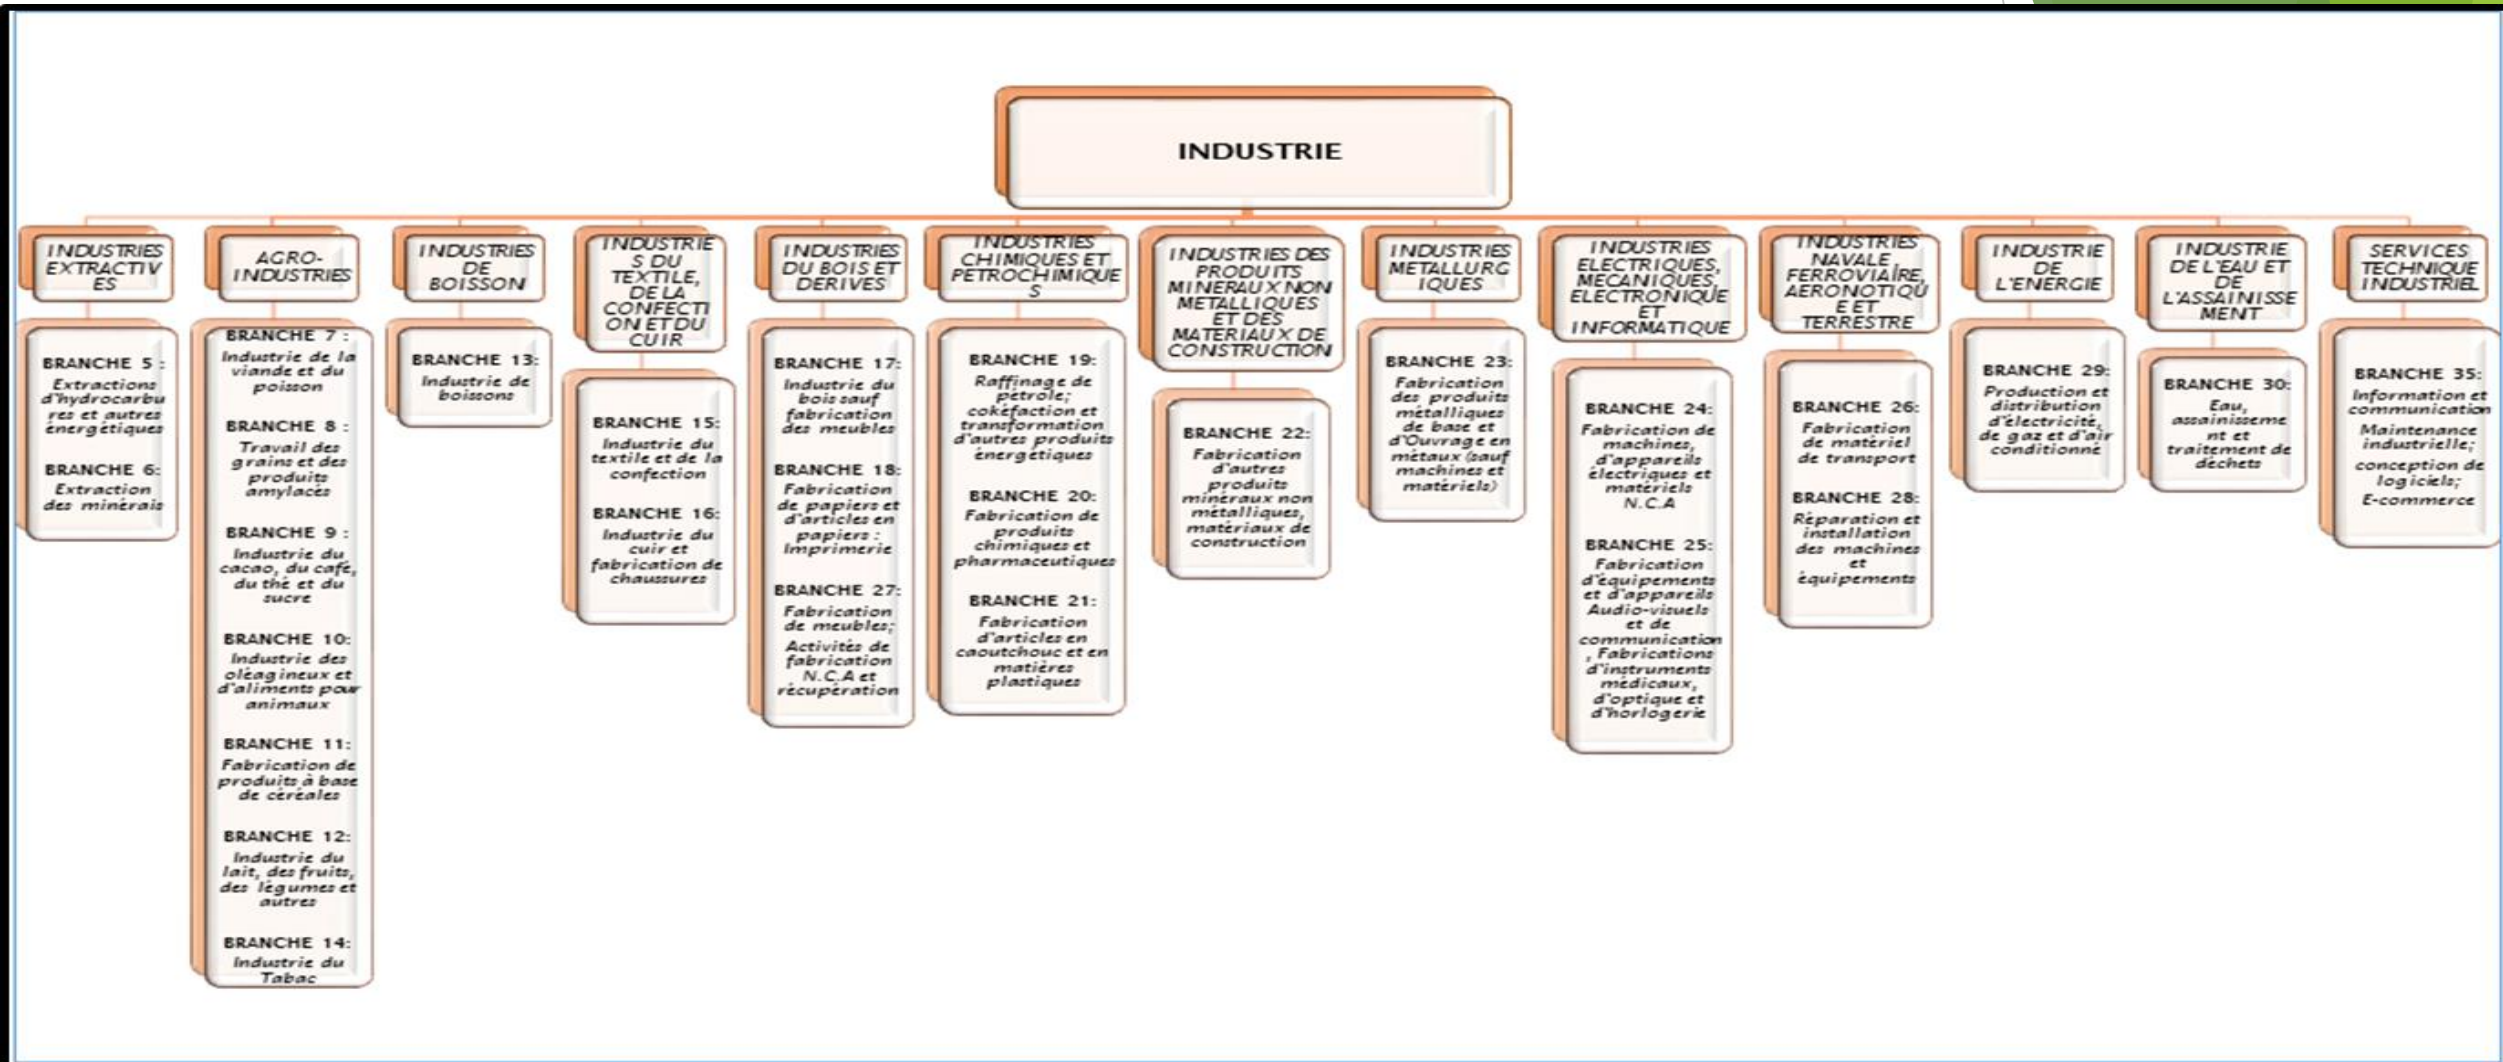 INDUSTRIE
INDUSTRIES
EXTRACTIV
ES
BRANCHE 5 :
Extractions
d'hydrocarbu
res et autres
énergétiques
BRANCHE 6:
Extraction
des minérais
AGRO-
INDUSTRIES
BRANCHE 7 :
Industrie de la
viande et du
poisson
BRANCHE 8 :
Travail des
grains et des
produits
amylacés
BRANCHE 9 :
Industrie du
cacao, du café,
du thé et du
sucre
BRANCHE 10:
Industrie des
oléagineux et
d'aliments pour
animaux
BRANCHE 11:
Fabrication de
produits à base
de céréales
BRANCHE 12:
Industrie du
lait, des fruits,
des légumes et
autres
BRANCHE 14:
Industrie du
Tabac
INDUSTRIES
DE
BOISSON
BRANCHE 13:
Industrie de
boissons
INDUSTRIE
S DU
TEXTILE,
DE LA
CONFECTI
ON ET DU
CUIR
BRANCHE 15:
Industrie du
textile et de la
confection
BRANCHE 16:
Industrie du
cuir et
fabrication de
chaussures
INDUSTRIES
DU BOIS ET
DERIVES
BRANCHE 17:
Industrie du
bois sauf
fabrication
des meubles
BRANCHE 18:
Fabrication
de papiers et
d'articles en
papiers :
Imprimerie
BRANCHE 27:
Fabrication
de meubles;
Activités de
fabrication
N.C.A et
récupération
INDUSTRIES
CHIMIQUES ET
PETROCHIMIQUE
S
BRANCHE 19:
Raffinage de
pétrole;
cokéfaction et
transformation
d'autres produits
énergétiques
BRANCHE 20:
Fabrication de
produits
chimiques et
pharmaceutiques
BRANCHE 21:
Fabrication
d'articles en
caoutchouc et en
matières
plastiques
INDUSTRIES DES
PRODUITS
MINERAUX NON
METALLIQUES
ET DES
MATERIAUX DE
CONSTRUCTION
BRANCHE 22:
Fabrication
d'autres
produits
minéraux non
métalliques,
matériaux de
construction
INDUSTRIES
METALLURG
IQUES
BRANCHE 23:
Fabrication
des produits
métalliques
de base et
d'Ouvrage en
métaux (sauf
machines et
matériels)
INDUSTRIES
ELECTRIQUES,
MECANIQUES,
ELECTRONIQUE
ET
INFORMATIQUE
BRANCHE 24:
Fabrication de
machines,
d'appareils
électriques et
matériels
N.C.A
BRANCHE 25:
Fabrication
d'équipements
et d'appareils
Audio-visuels
et de
communication
, Fabrications
d'instruments
médicaux,
d'optique et
d'horlogerie
INDUSTRIES
NAVALE,
FERROVIAIRE,
AERONOTIQU
E ET
TERRESTRE
BRANCHE 26:
Fabrication
de matériel
de transport
BRANCHE 28:
Réparation et
installation
des machines
et
équipements
INDUSTRIE
DE
L'ENERGIE
BRANCHE 29:
Production et
distribution
d'électricité,
de gaz et d'air
conditionné
INDUSTRIE
DE L'EAU ET
DE
L'ASSAINISSE
MENT
BRANCHE 30:
Eau,
assainisseme
nt et
traitement de
déchets
SERVICES
TECHNIQUE
INDUSTRIEL
BRANCHE 35:
Information et
communication
Maintenance
industrielle;
conception de
logiciels;
E-commerce